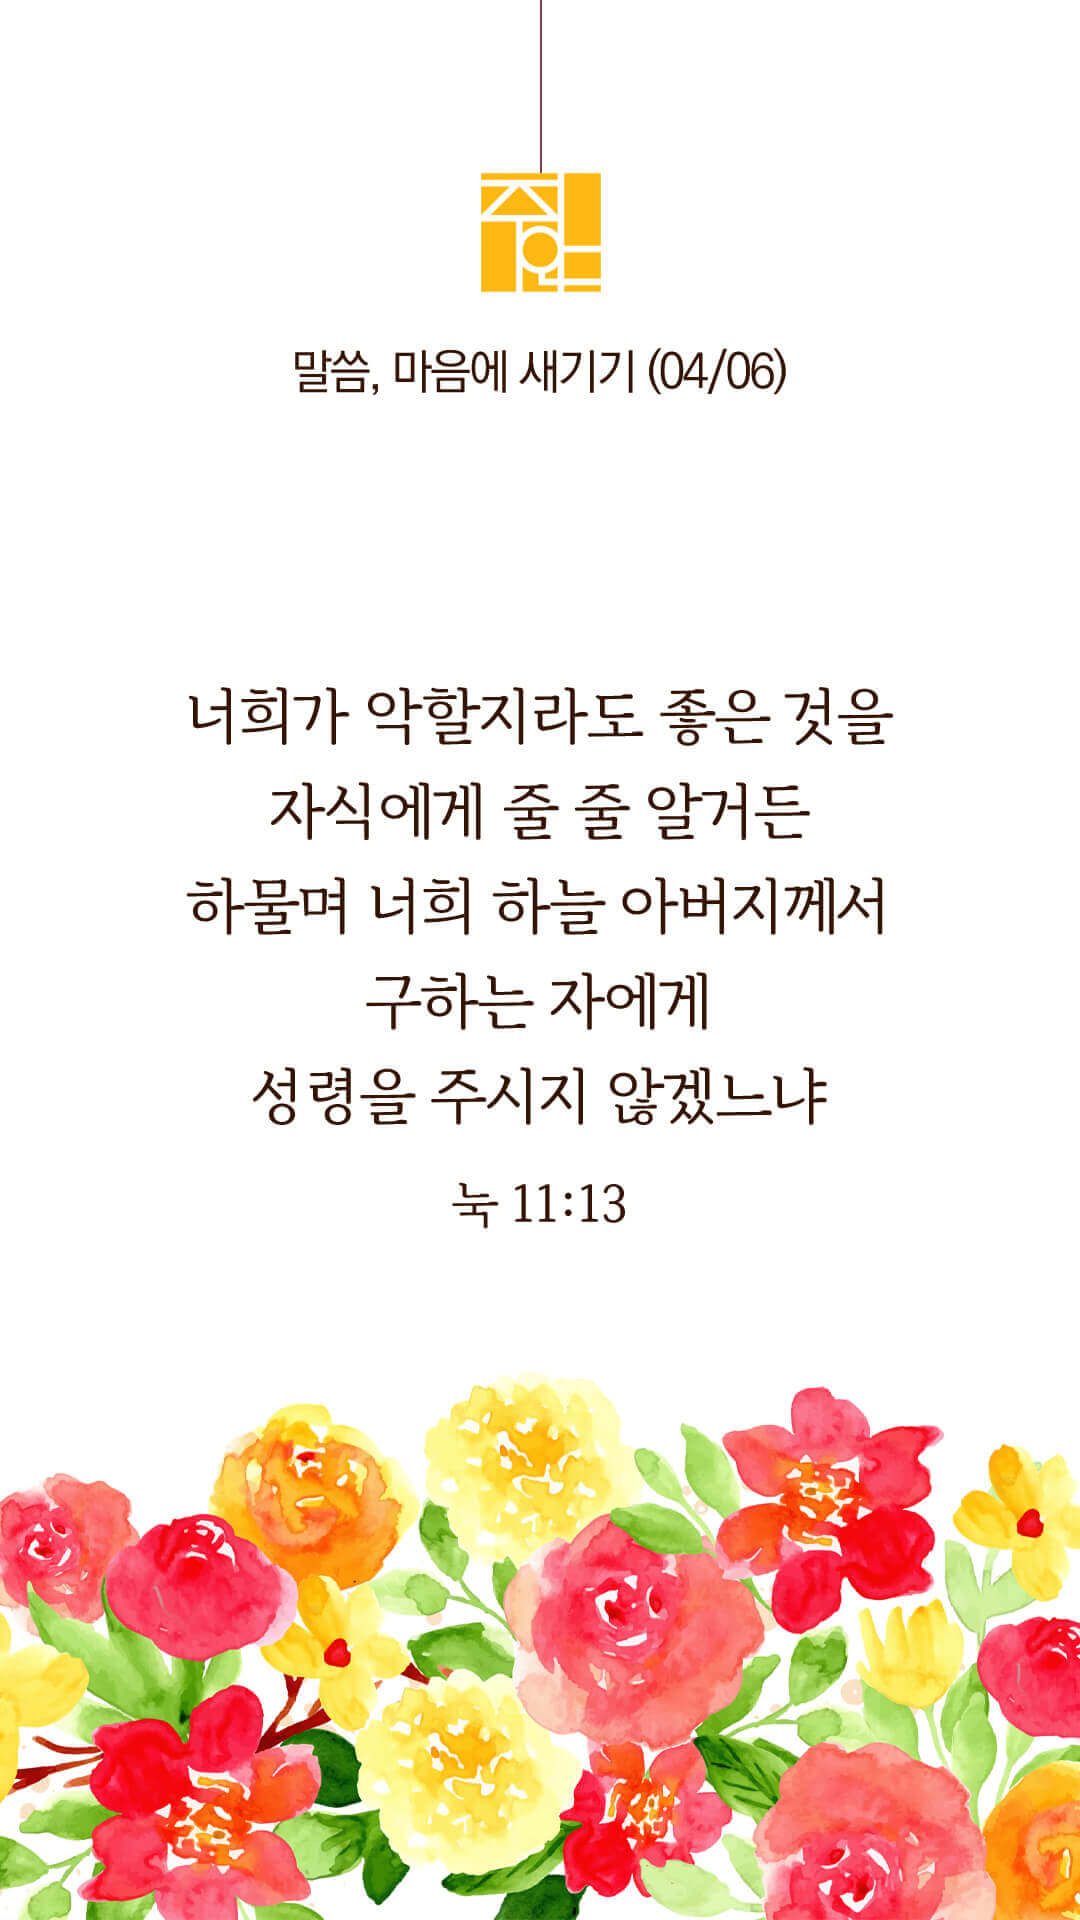 주인
말씀, 마음에 새기기 (04/06)
너희가 악할지라도 좋은 것을
자식에게 줄 줄 알거든
하물며 너희 하늘 아버지께서
구하는 자에게
성령을 주시지 않겠느냐
눅 11:13